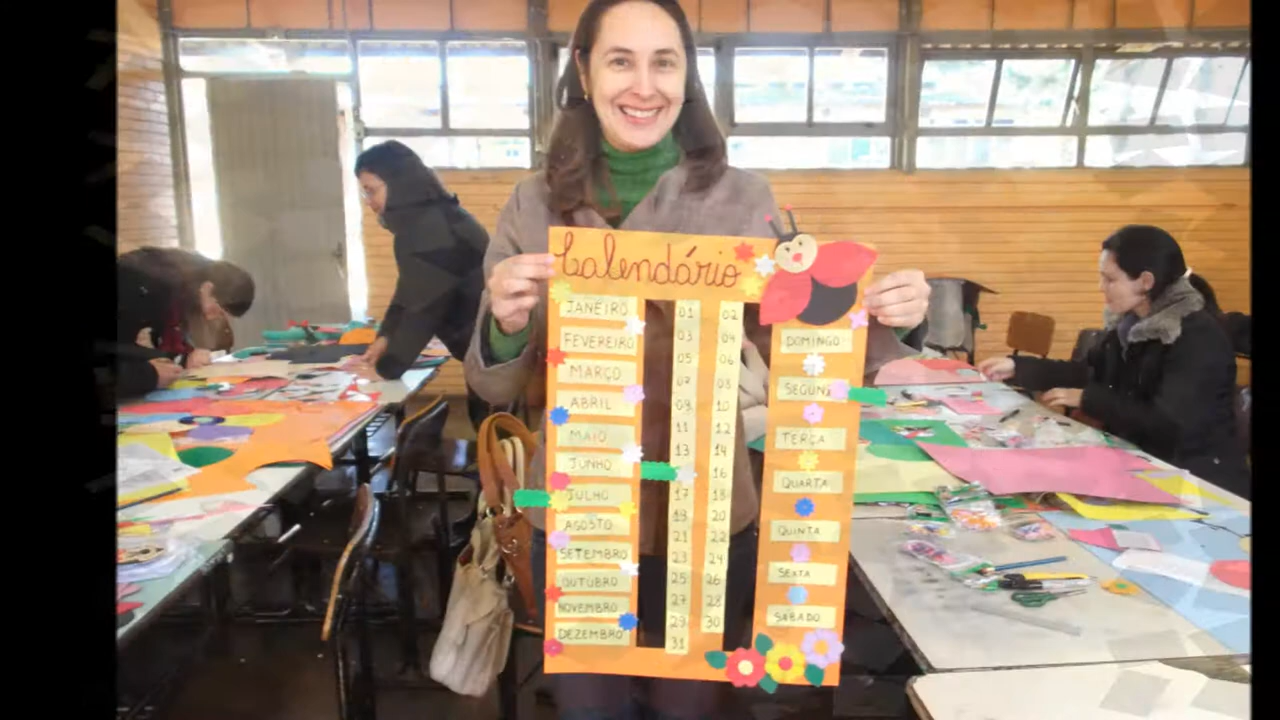 Calendário
JANEIRO
FEVEREIRO
MARÇO
ABRIL
MAIO
JUNHO
JULHO
AGOSTO
SETEMBRO
OUTUBRO
NOVEMBRO
DEZEMBRO
01 02
03 04
05 06
07 08
09 10
11 12
13 14
16
17 18
19 20
21 22
23 24
25 26
27 28
29 30
31
DOMINGO
SEGUND
TERÇA
QUARTA
QUINTA
SEXTA
SÁBADO